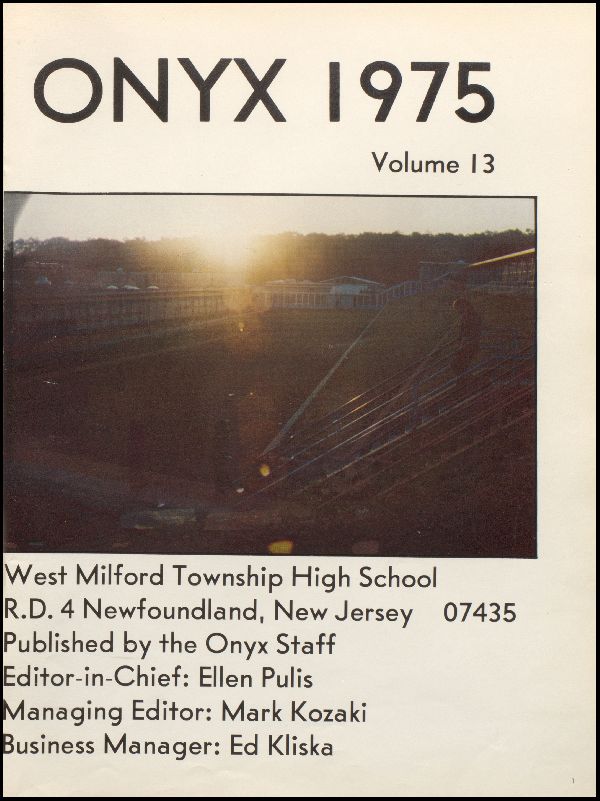 ONYX 1975
Volume 13
West Milford Township High School
R.D. 4 Newfoundland, New Jersey 07435
Published by the Onyx Staff
Editor-in-Chief: Ellen Pulis
Managing Editor: Mark Kozaki
Business Manager: Ed Kliska
1